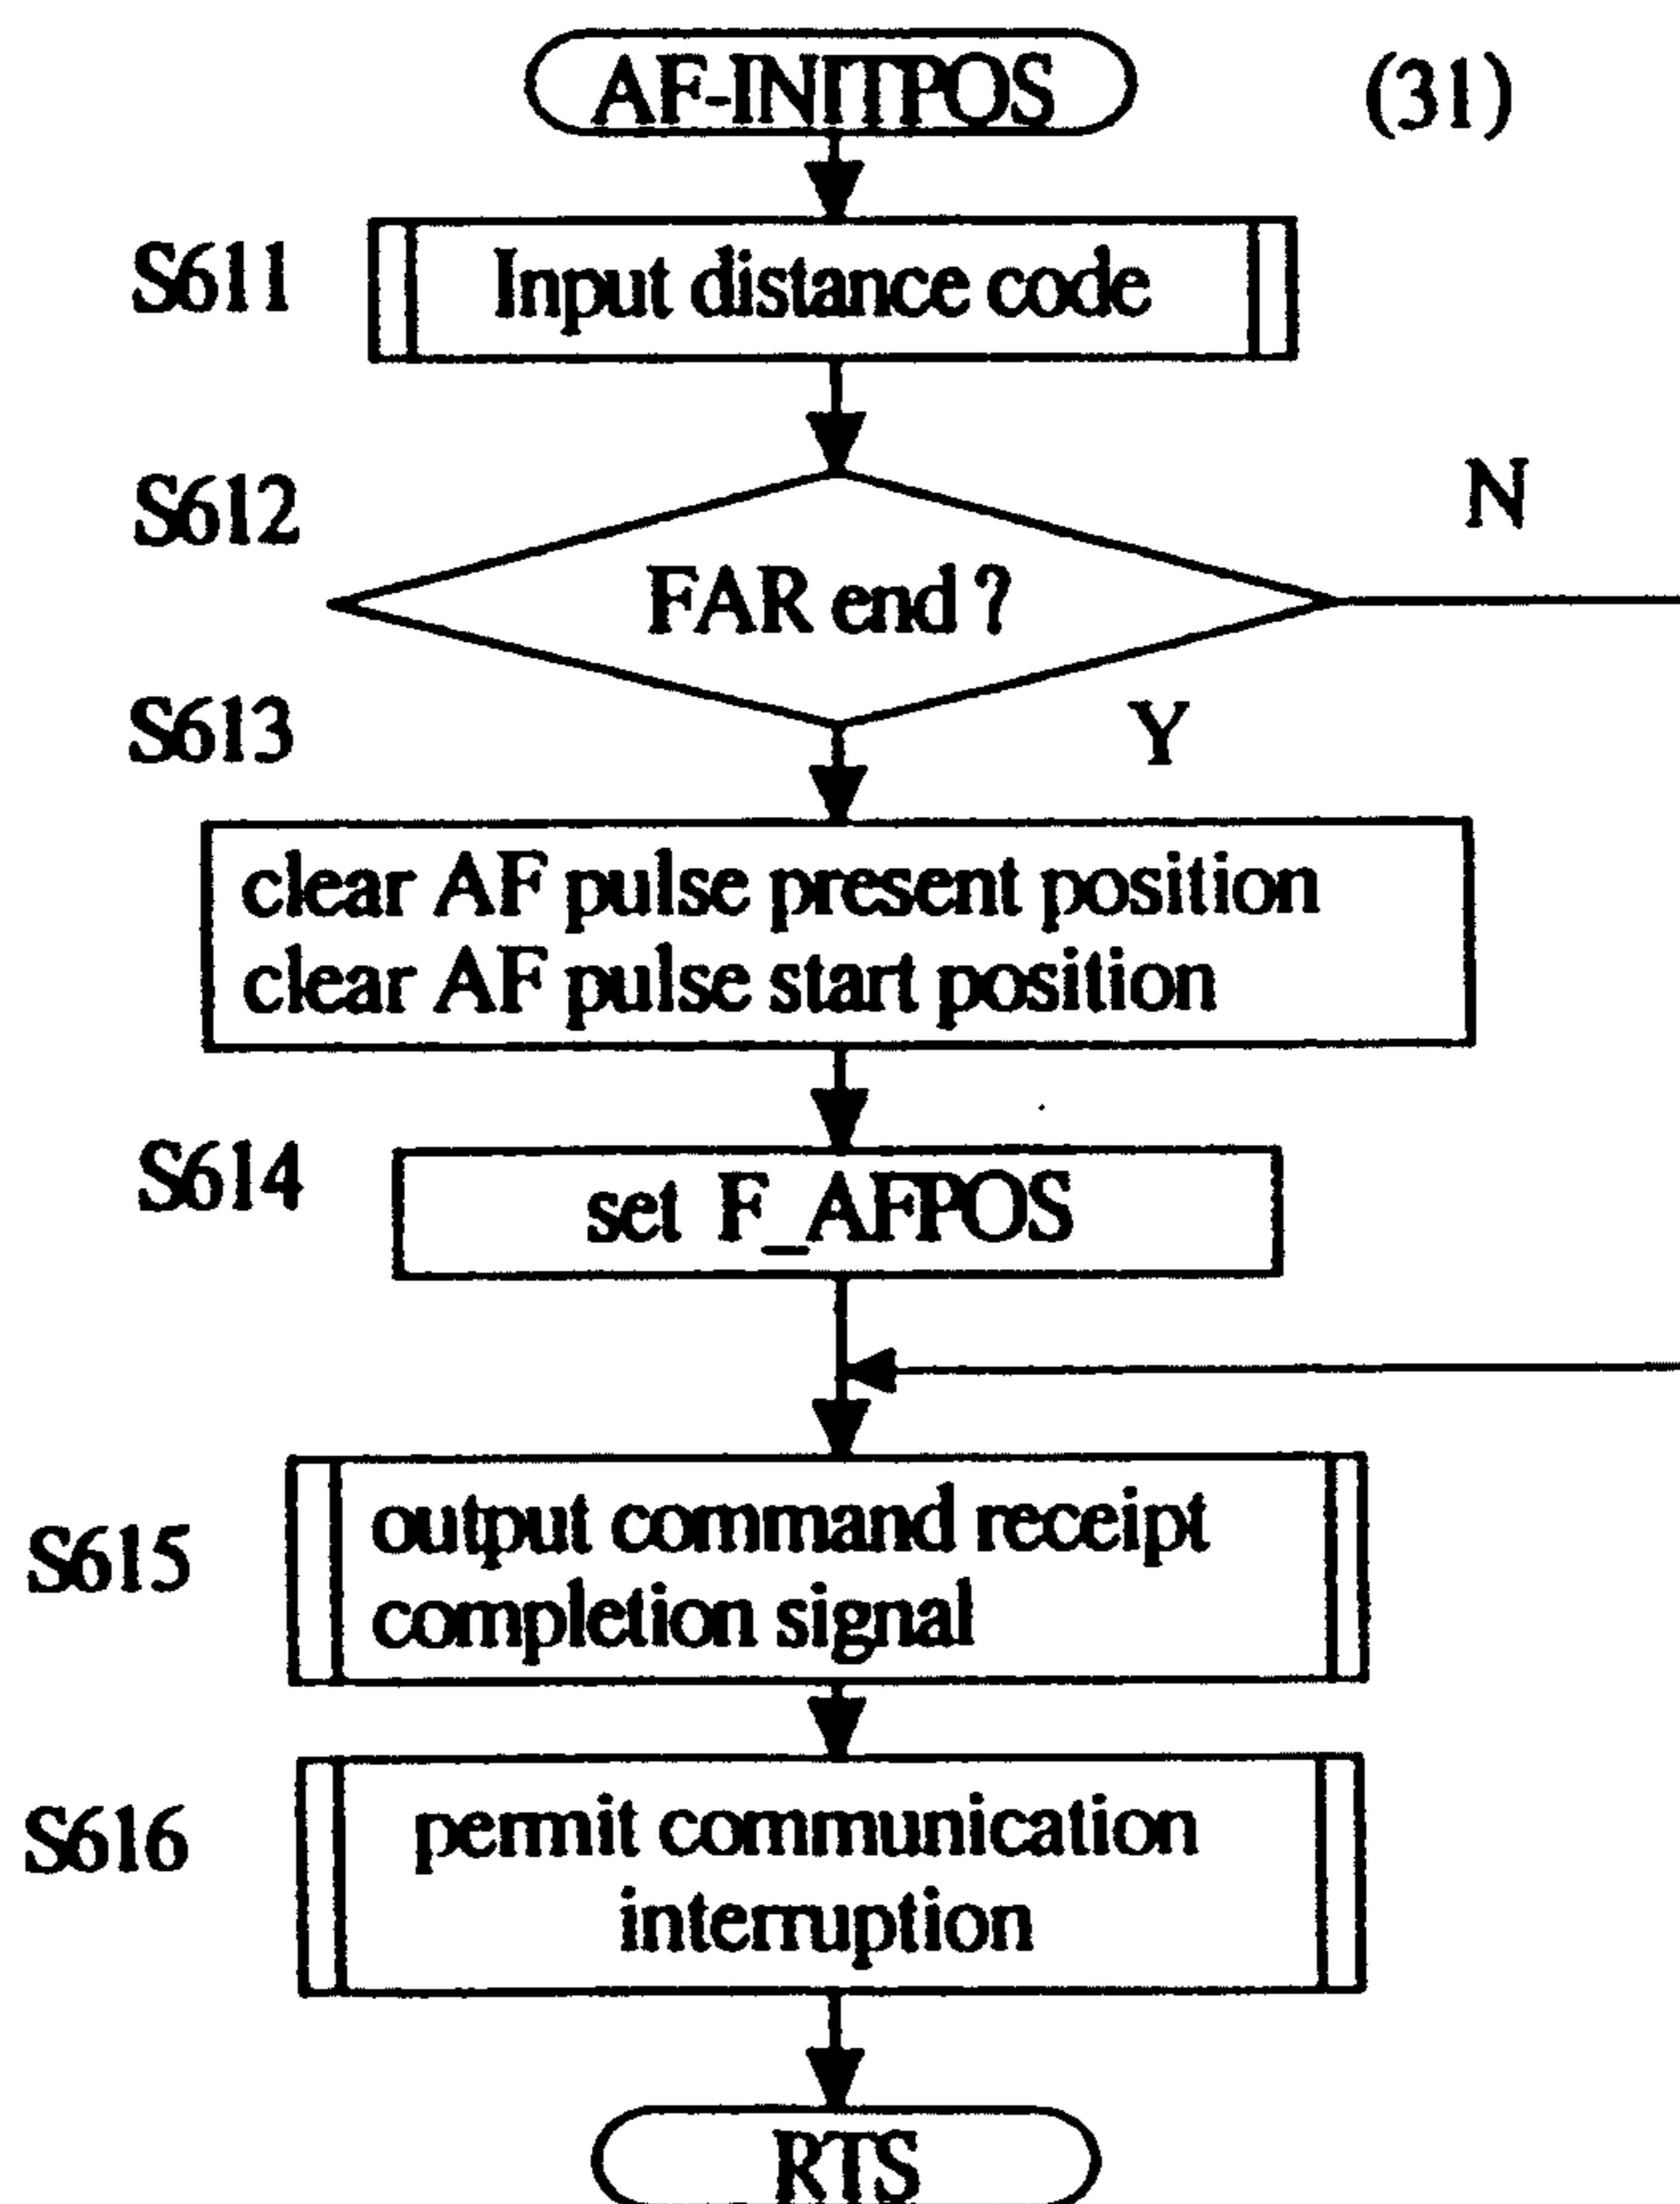 AF-INITPOS
(31)
S611
Input distance code
S612
N
FAR end ?
S613
Y
clear AF pulse present position
clear AF pulse start position
S614
set F_AFPOS
S615
output command receipt
completion signal
S616
permit communication
interruption
RTS